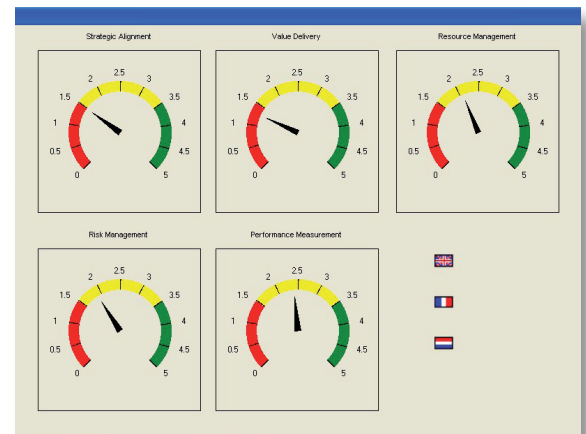 Strategic Alignment
Value Delivery
Resource Management
0 0.5 1 1.5 2 2.5 3 3.5 4 4.5 5
0 0.5 1 1.5 2 2.5 3 3.5 4 4.5 5
0 0.5 1 1.5 2 2.5 3 3.5 4 4.5 5
Risk Management
Performance Measurement
0 0.5 1 1.5 2 2.5 3 3.5 4 4.5 5
0 0.5 1 1.5 2 2.5 3 3.5 4 4.5 5